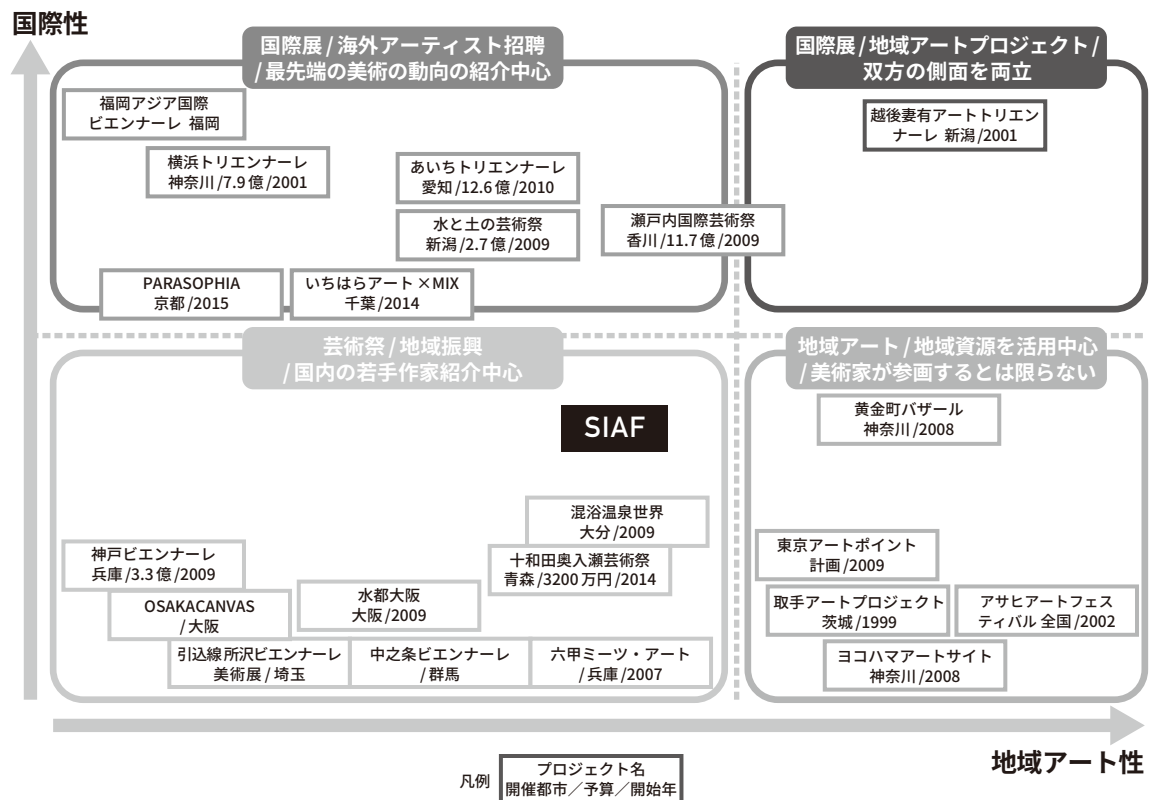 国際性
国際展/海外アーティスト招聘
/最先端の美術の動向の紹介中心
福岡アジア国際
ビエンナーレ 福岡
横浜トリエンナーレ
神奈川/7.9億/2001
あいちトリエンナーレ
愛知/12.6億/2010
水と土の芸術祭
新潟/2.7億/2009
瀬戸内国際芸術祭
香川/11.7億/2009
PARASOPHIA
京都/2015
いちはらアート×MIX
千葉/2014
国際展/地域アートプロジェクト/
双方の側面を両立
越後妻有アートトリエン
ナーレ 新潟/2001
芸術祭/地域振興
/国内の若手作家紹介中心
SIAF
混浴温泉世界
大分/2009
十和田奥入瀬芸術祭
青森/3200万円/2014
神戸ビエンナーレ
兵庫/3.3億/2009
OSAKACANVAS
/大阪
水都大阪
大阪/2009
引込線所沢ビエンナーレ
美術展/埼玉
中之条ビエンナーレ
/群馬
六甲ミーツ・アート
/兵庫/2007
地域アート/地域資源を活用中心
/美術家が参画するとは限らない
黄金町バザール
神奈川/2008
東京アートポイント
計画/2009
取手アートプロジェクト
茨城/1999
アサヒアートフェス
ティバル 全国/2002
ヨコハマアートサイト
神奈川/2008
地域アート性
凡例
プロジェクト名
開催都市／予算／開始年